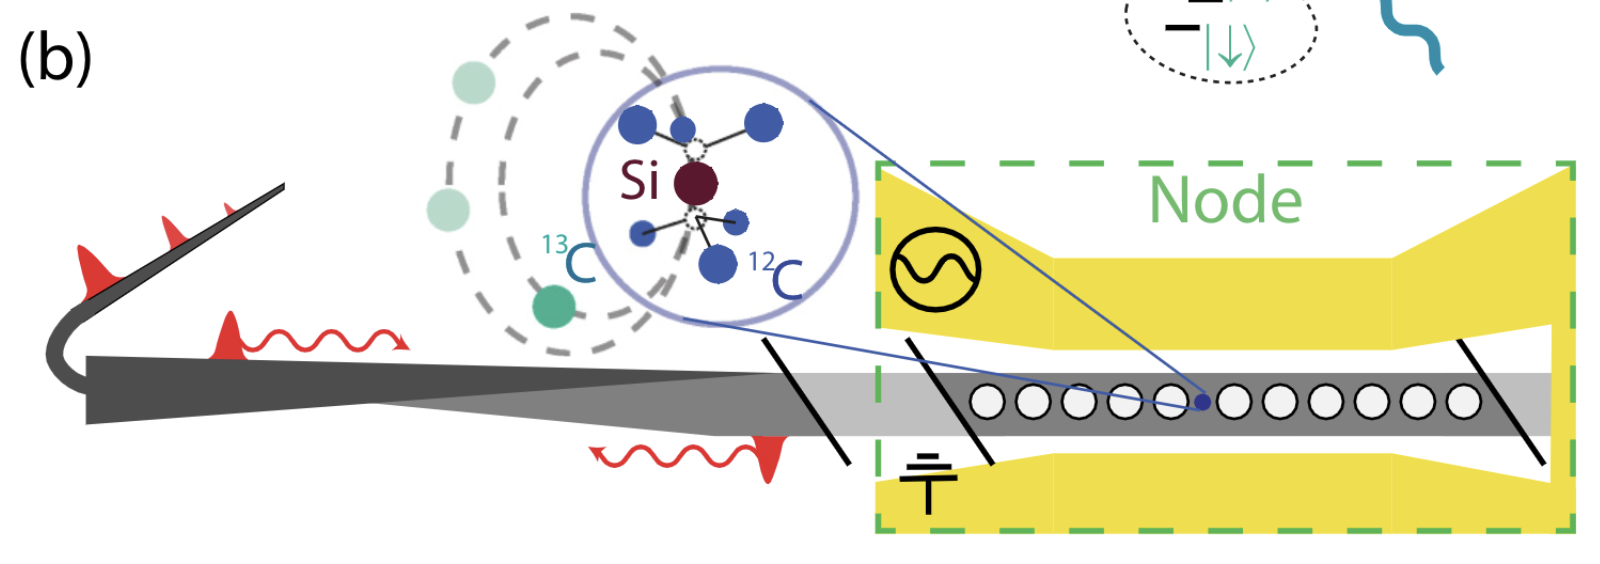 (b)
|↓⟩
Si
13C
12C
Node